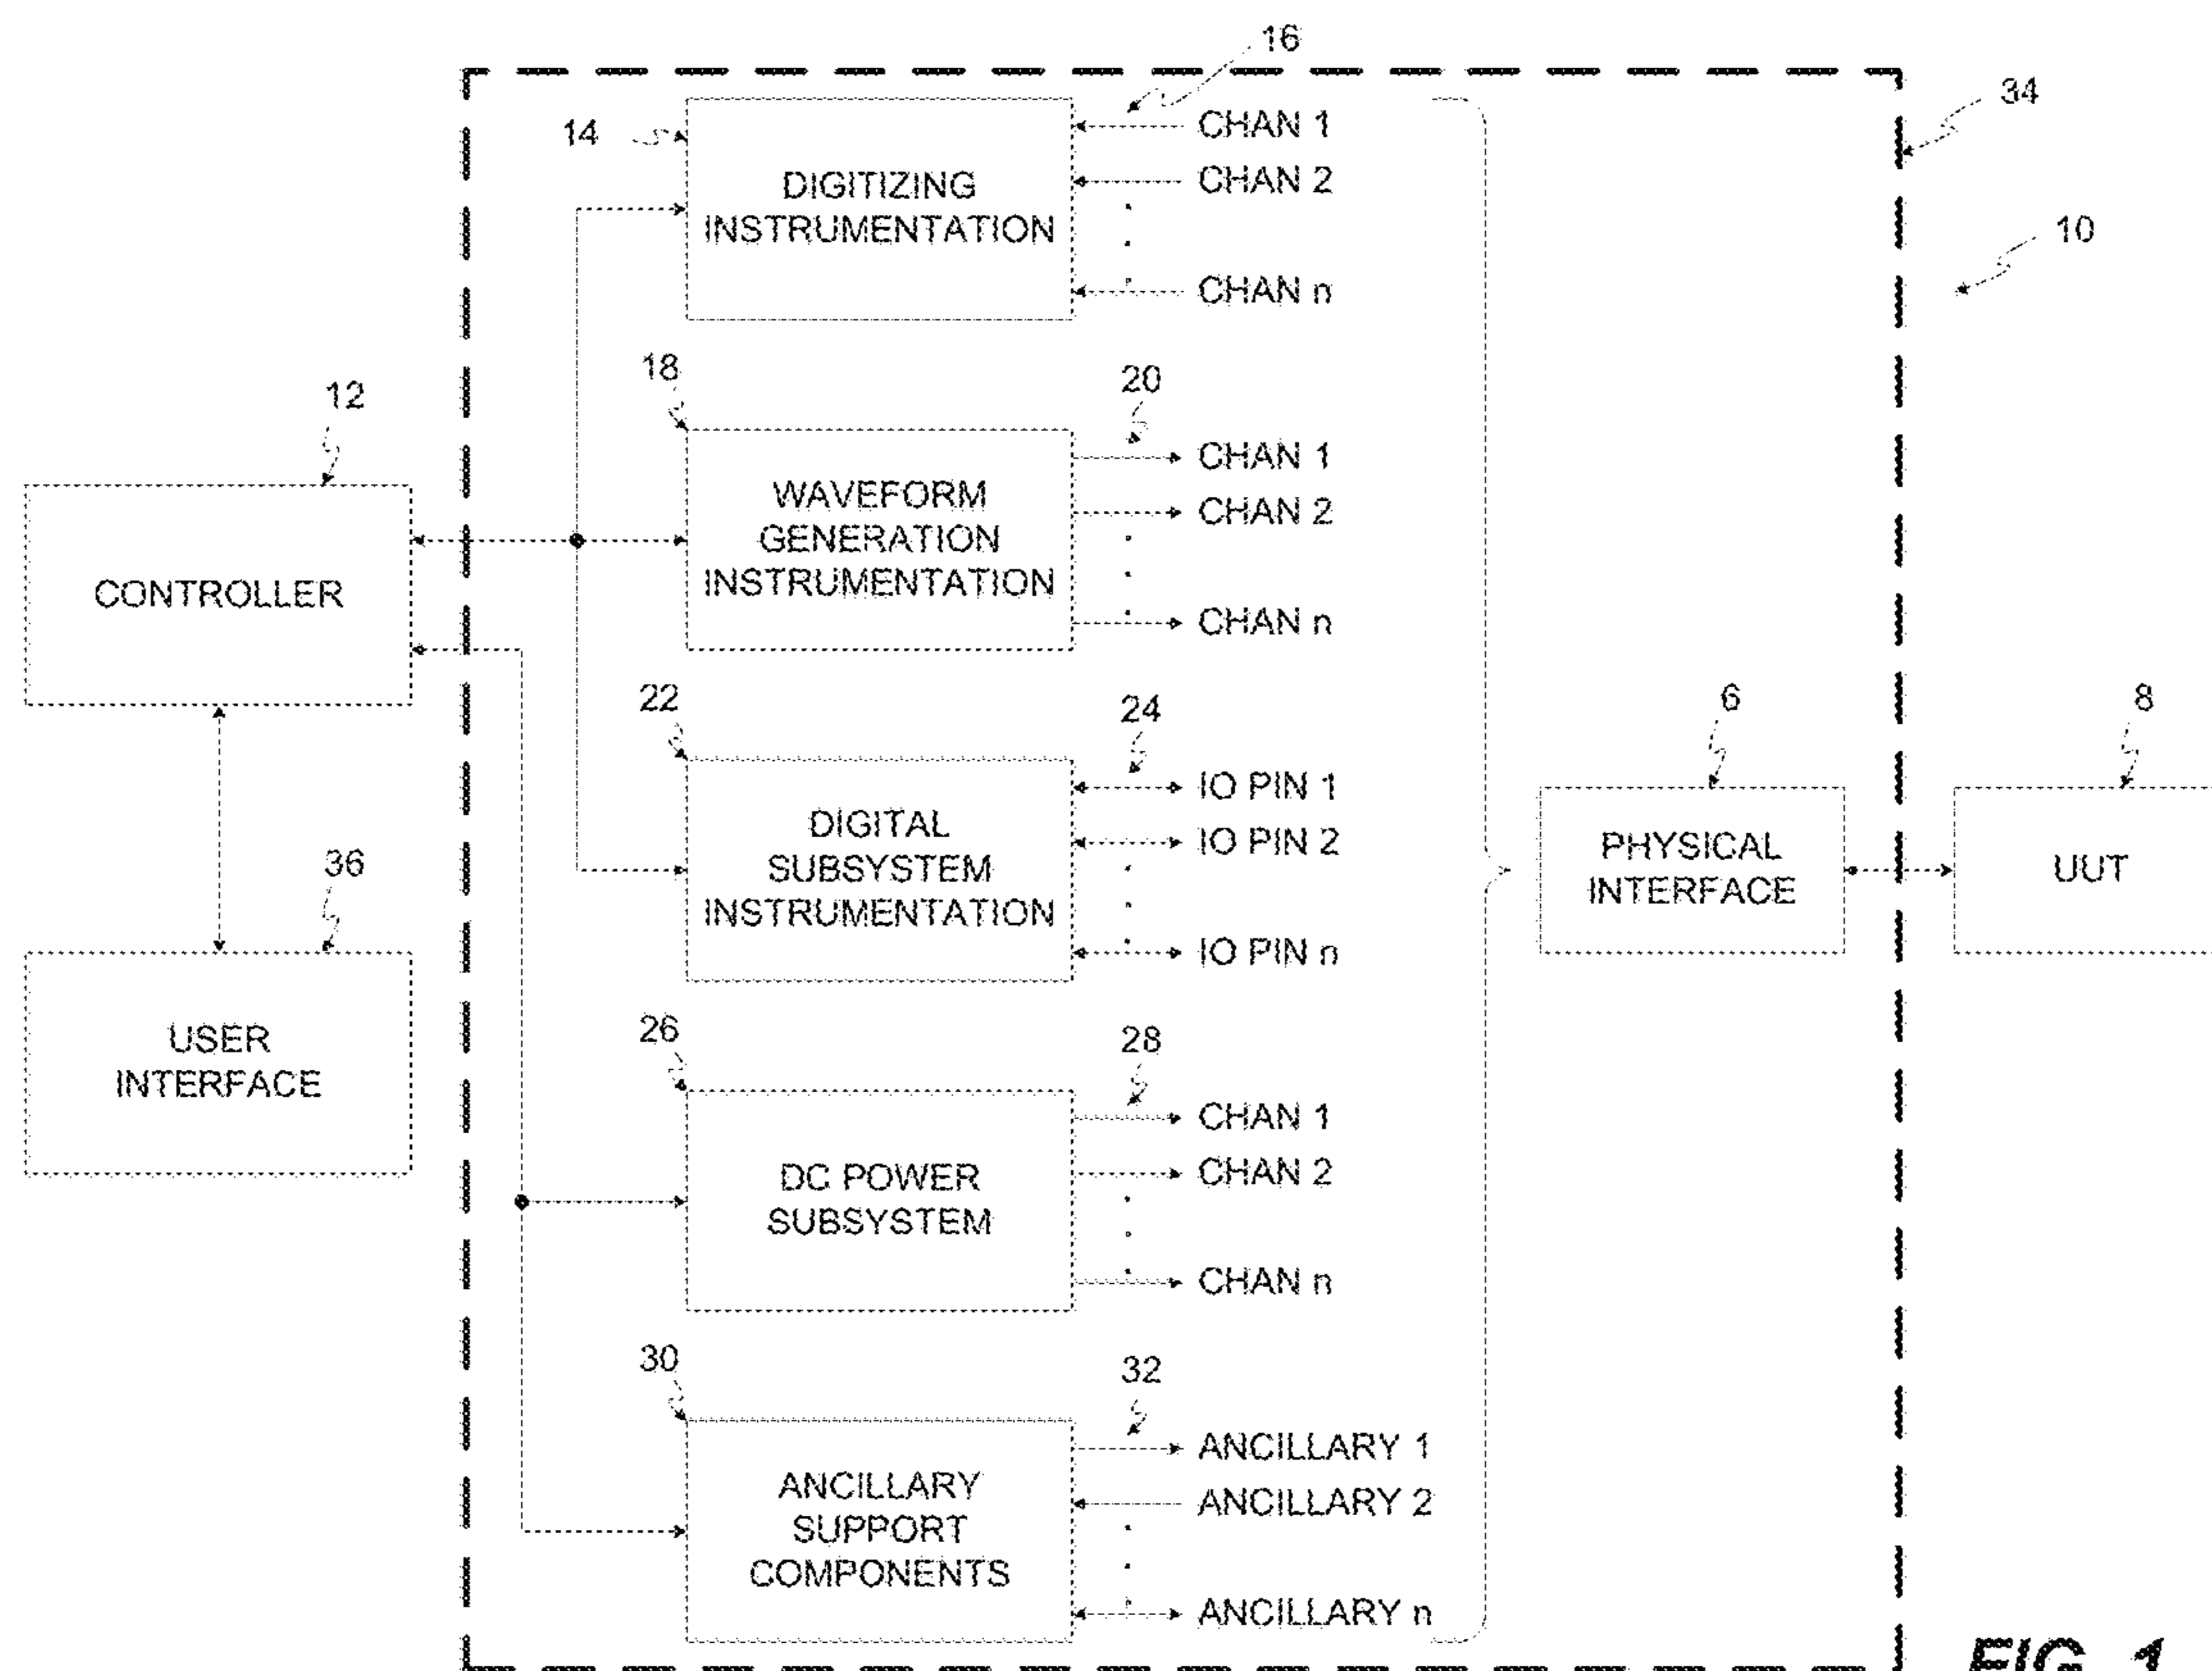 16
34
14
CHAN 1
DIGITIZING
INSTRUMENTATION
CHAN 2
10
CHAN n
18
20
12
CHAN 1
WAVEFORM
GENERATION
INSTRUMENTATION
CHAN 2
CONTROLLER
CHAN n
22
24
6
8
IO PIN 1
DIGITAL
SUBSYSTEM
INSTRUMENTATION
IO PIN 2
PHYSICAL
INTERFACE
UUT
36
IO PIN n
USER
INTERFACE
26
28
CHAN 1
DC POWER
SUBSYSTEM
CHAN 2
CHAN n
30
32
ANCILLARY 1
ANCILLARY
SUPPORT
COMPONENTS
ANCILLARY 2
ANCILLARY n
FIG. 1